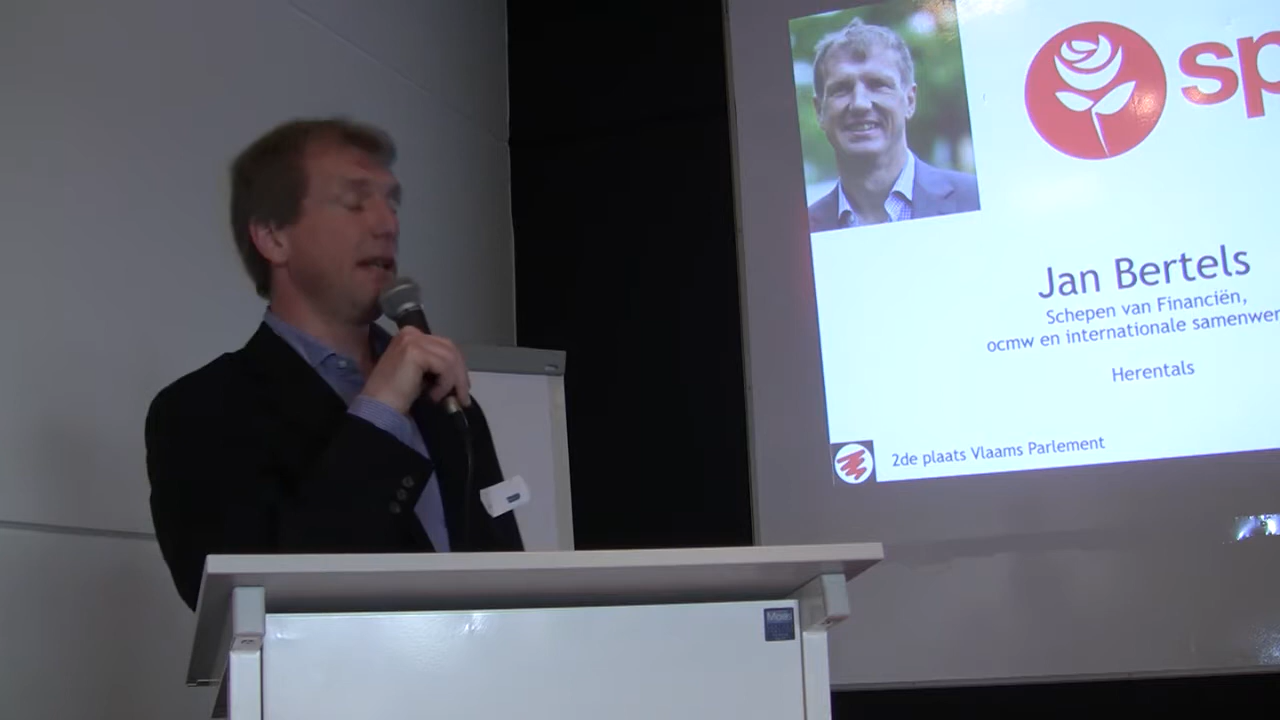 sp
Jan Bertels
Schepen van Financiën,
ocmw en internationale samenwer
Herentals
2de plaats Vlaams Parlement